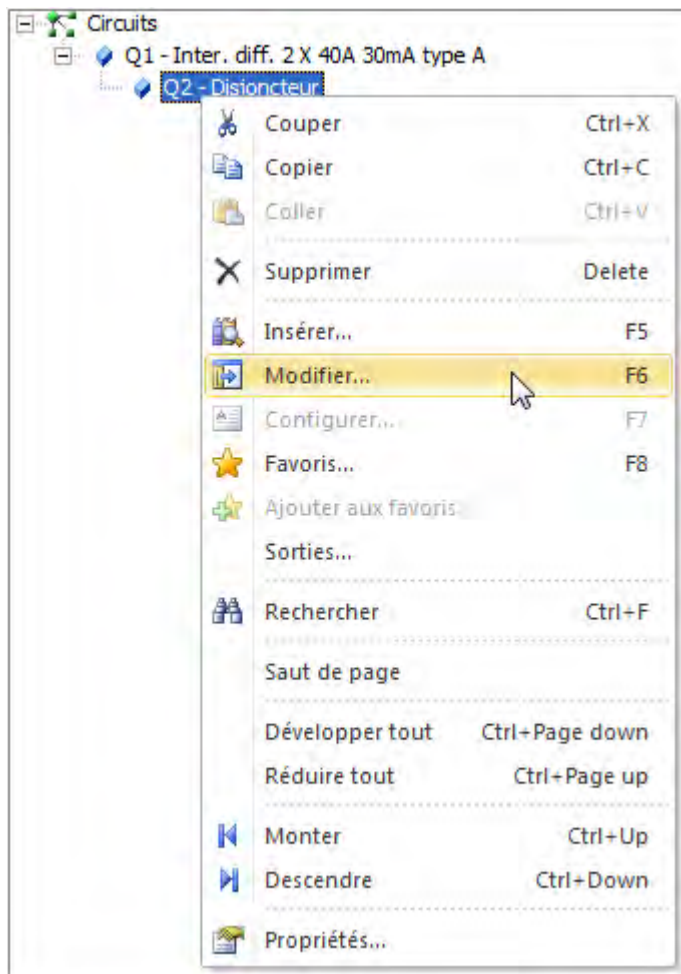 Circuits
Q1 - Inter. diff. 2 X 40A 30mA type A
Q2 - Disjoncteur
Couper Ctrl+X
Copier Ctrl+C
Coller Ctrl+V
Supprimer Delete
Insérer... F5
Modifier... F6
Configurer... F7
Favoris... F8
Ajouter aux favoris
Sorties...
Rechercher Ctrl+F
Saut de page
Développer tout Ctrl+Page down
Réduire tout Ctrl+Page up
Monter Ctrl+Up
Descendre Ctrl+Down
Propriétés...